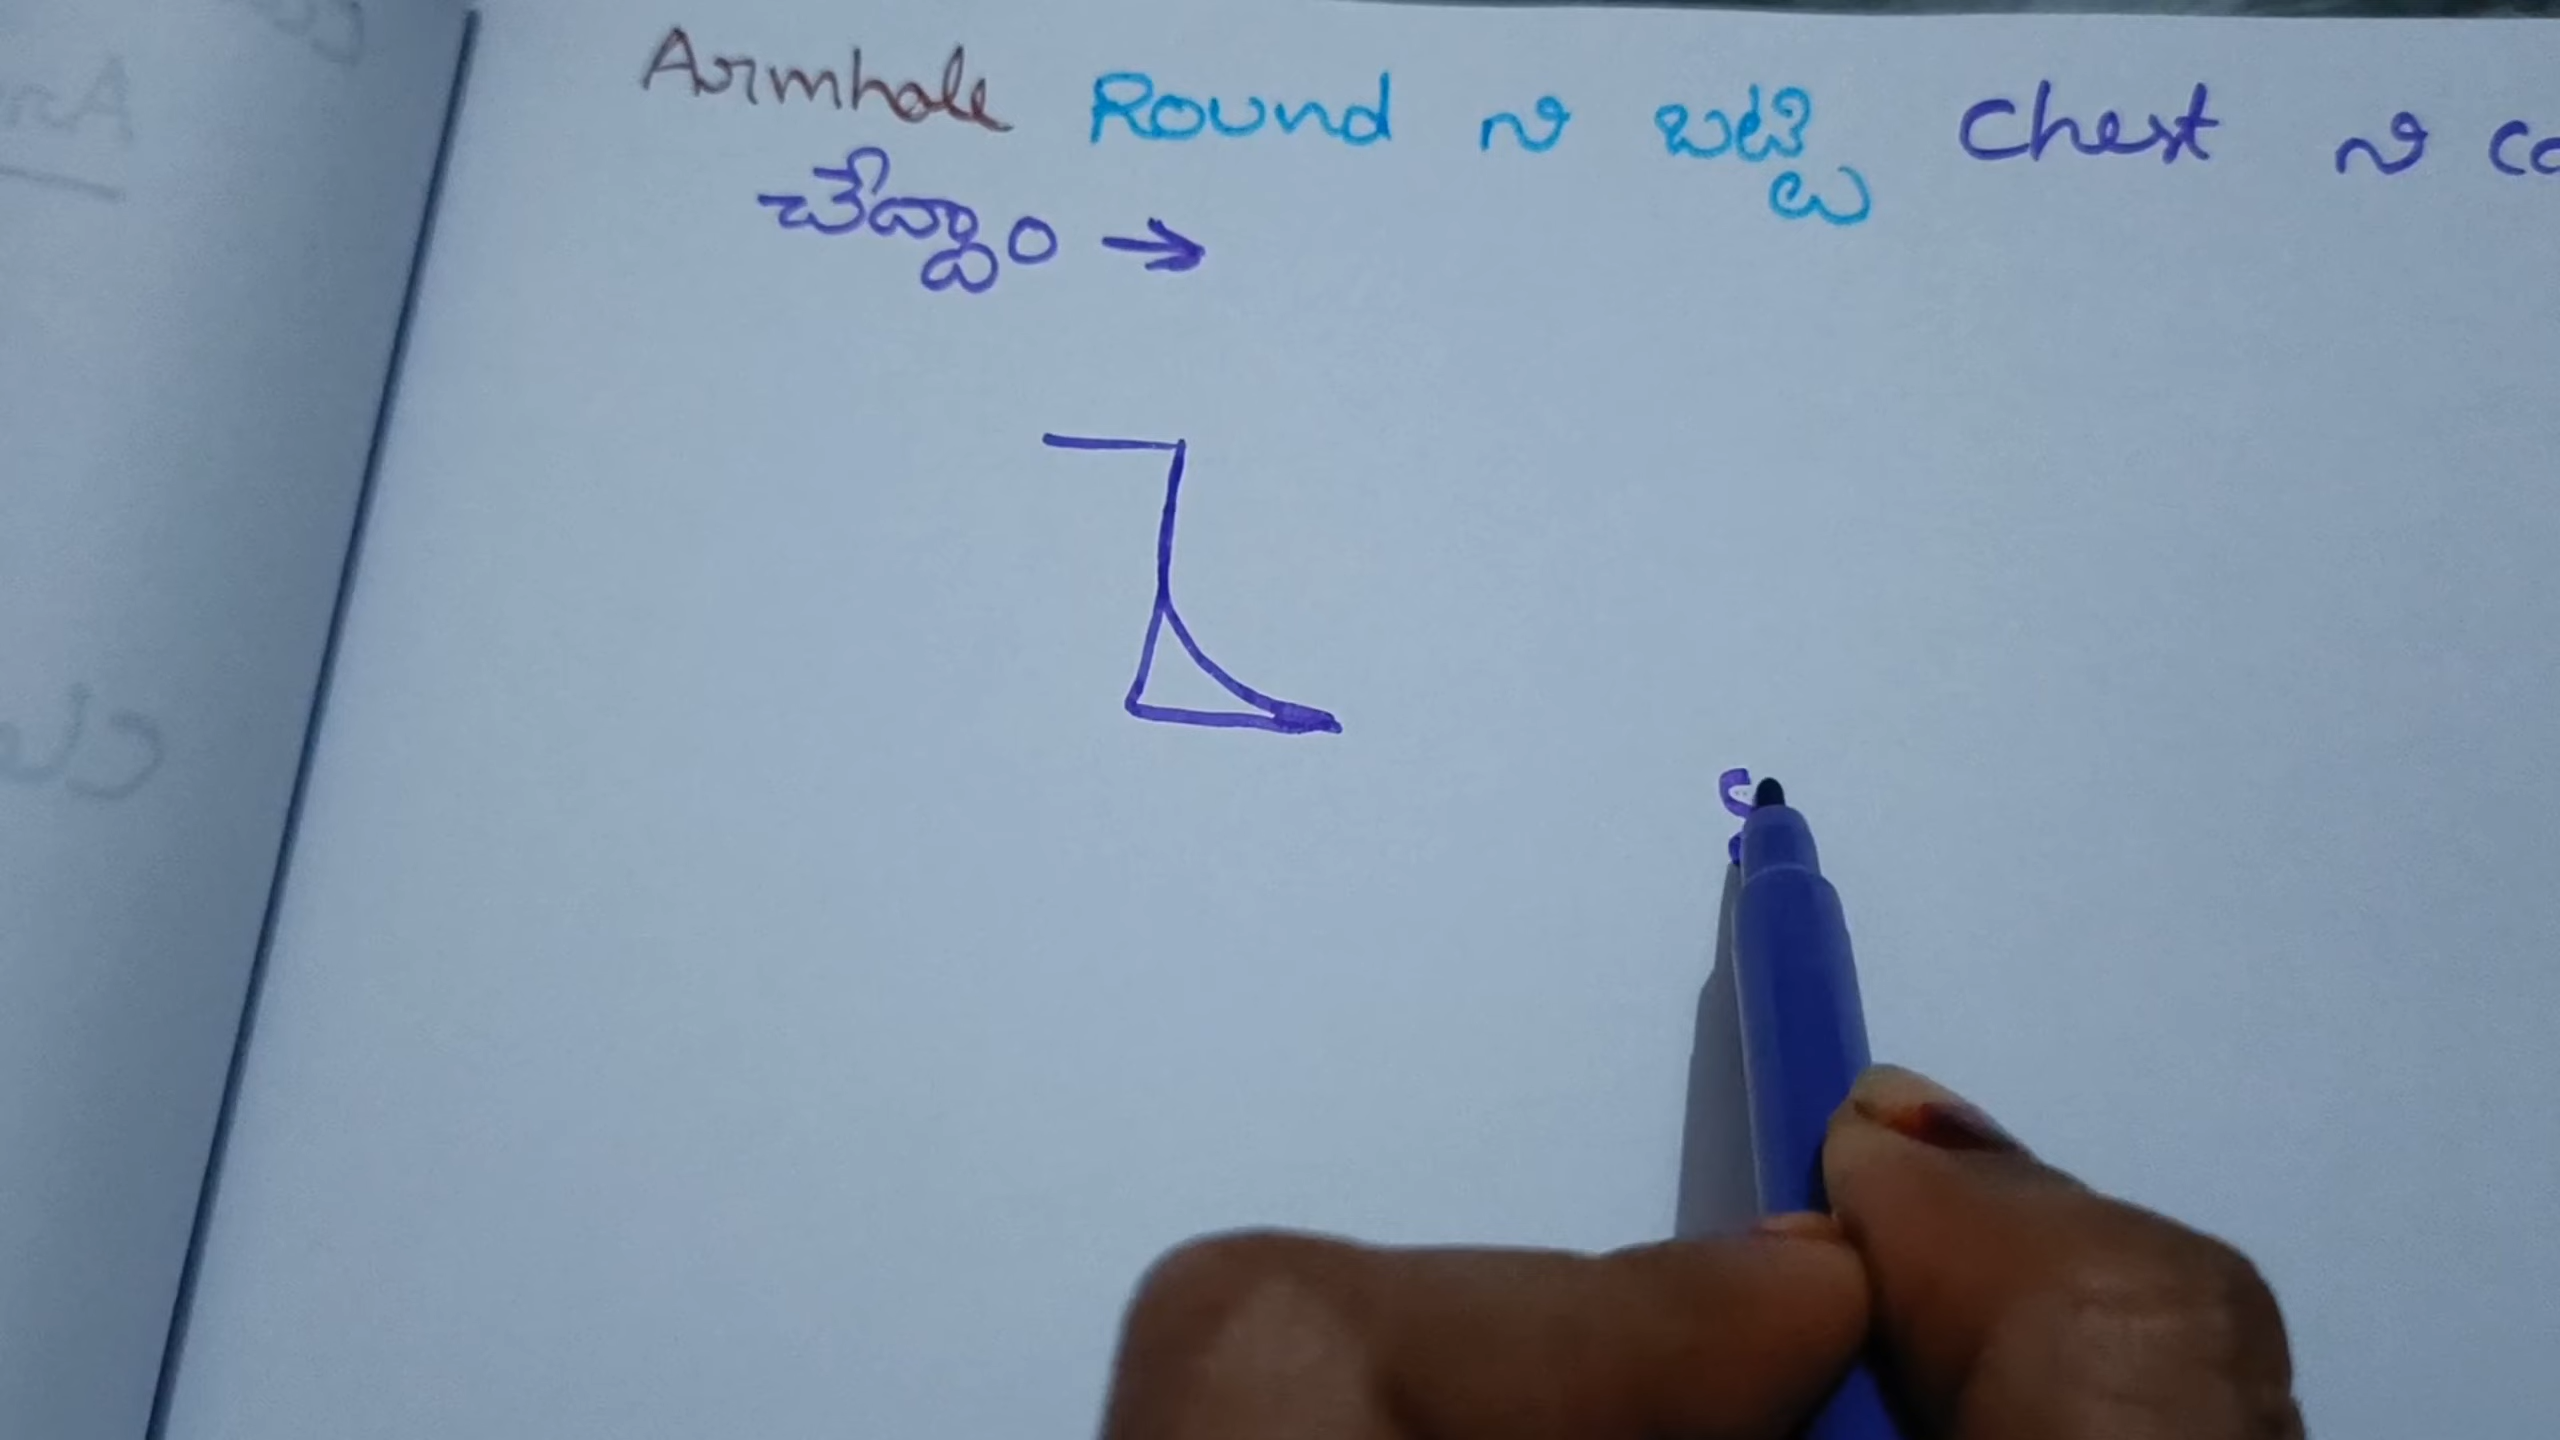 Armhole Round ని బట్టి Chest ని
చేద్దాం →